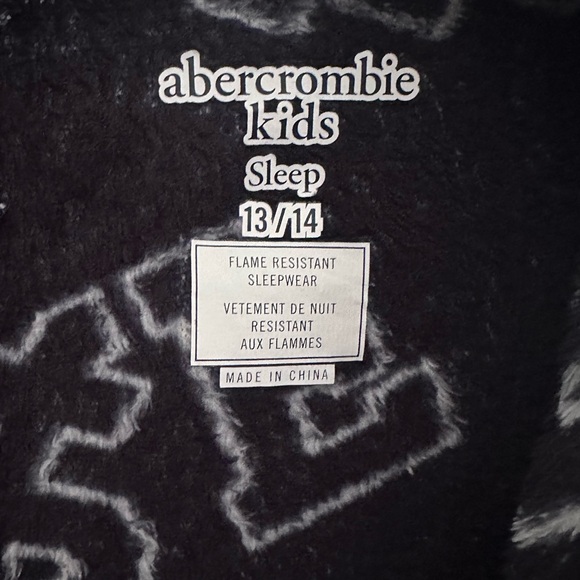 abercrombie
kids
Sleep
13//14
FLAME RESISTANT
SLEEPWEAR
VETEMENT DE NUIT
RESISTANT
AUX FLAMMES
MADE IN CHINA